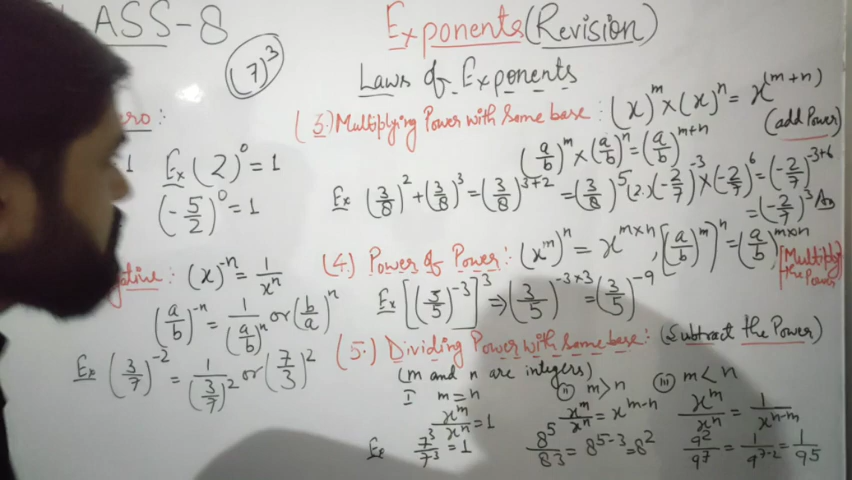 CLASS-8
Exponents (Revision)
(7)³
Laws of Exponents
Zero:
1 Ex (2)⁰ = 1
(-5/2)⁰ = 1
Negative: (x)⁻ⁿ = 1/xⁿ
(a/b)⁻ⁿ = 1/(a/b)ⁿ or (b/a)ⁿ
Ex (3/7)⁻² = 1/(3/7)² or (7/3)²
(3.) Multiplying Power with Same base: (x)ᵐ × (x)ⁿ = x⁽ᵐ⁺ⁿ⁾
(add Power)
(a/b)ᵐ × (a/b)ⁿ = (a/b)ᵐ⁺ⁿ
Ex (3/8)² + (3/8)³ = (3/8)³⁺² = (3/8)⁵ (2.) (-2/7)⁻³ × (-2/7)⁶ = (-2/7)⁻³⁺⁶
= (-2/7)³ An
(4.) Power of Power: (xᵐ)ⁿ = xᵐˣⁿ, [(a/b)ᵐ]ⁿ = (a/b)ᵐˣⁿ
[Multiply the Power]
Ex [(3/5)⁻³]³ ⇒ (3/5)⁻³ˣ³ = (3/5)⁻⁹
(5.) Dividing Power with same base: (Subtract the Power)
(m and n are integers)
I m = n (ii) m > n (iii) m < n
xᵐ/xⁿ = 1 xᵐ/xⁿ = xᵐ⁻ⁿ xᵐ/xⁿ = 1/xⁿ⁻ᵐ
Ex 7³/7³ = 1 8⁵/8³ = 8⁵⁻³ = 8² 9²/9⁷ = 1/9⁷⁻² = 1/9⁵